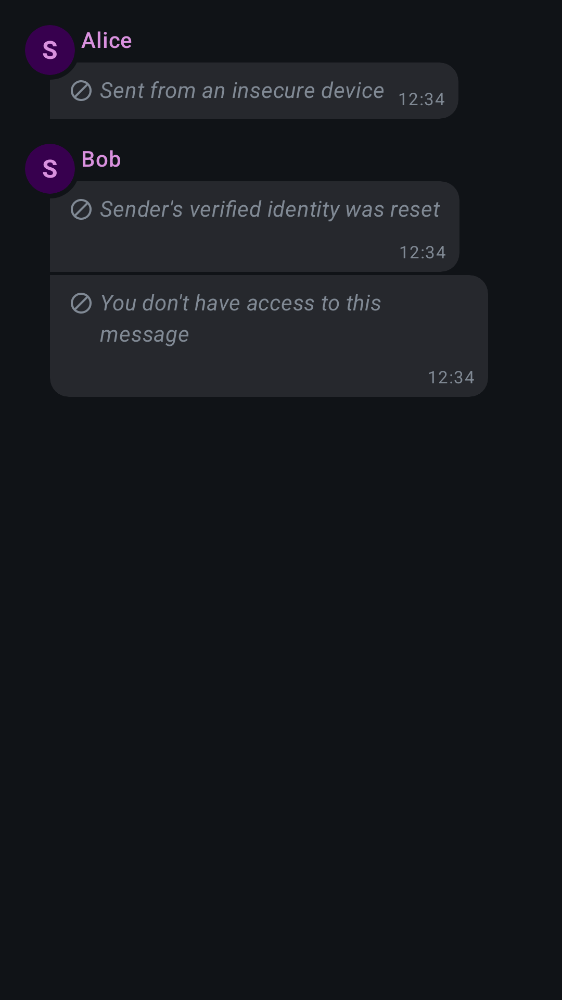 S Alice
Sent from an insecure device 12:34
S Bob
Sender's verified identity was reset
12:34
You don't have access to this
message
12:34